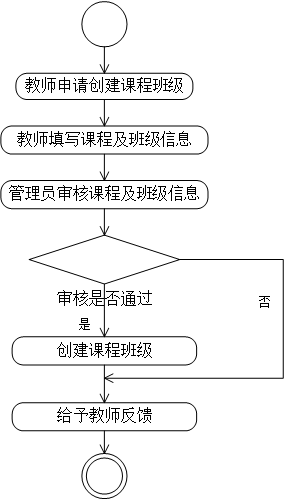 教师申请创建课程班级
教师填写课程及班级信息
管理员审核课程及班级信息
审核是否通过
否
是
创建课程班级
给予教师反馈